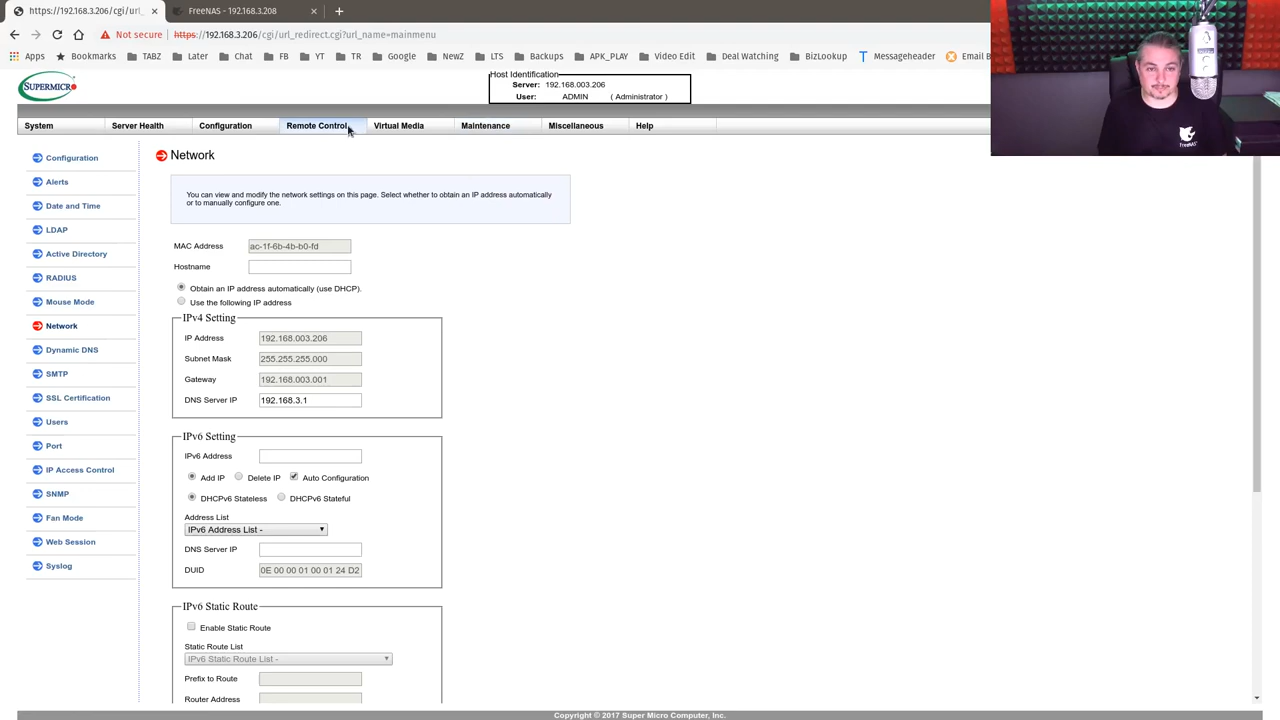 https://192.168.3.206/cgi/url_
FreeNAS - 192.168.3.208
Not secure
https://192.168.3.206/cgi/url_redirect.cgi?url_name=mainmenu
Apps Bookmarks TABZ Later Chat FB YT TR Google NewZ LTS Backups APK_PLAY Video Edit Deal Watching BizLookup Messageheader Email B
SUPERMICR
Host Identification
Server: 192.168.003.206
User: ADMIN ( Administrator )
System Server Health Configuration Remote Control Virtual Media Maintenance Miscellaneous Help
Configuration
Alerts
Date and Time
LDAP
Active Directory
RADIUS
Mouse Mode
Network
Dynamic DNS
SMTP
SSL Certification
Users
Port
IP Access Control
SNMP
Fan Mode
Web Session
Syslog
Network
You can view and modify the network settings on this page. Select whether to obtain an IP address automatically
or to manually configure one.
MAC Address ac-1f-6b-4b-b0-fd
Hostname
Obtain an IP address automatically (use DHCP).
Use the following IP address
IPv4 Setting
IP Address 192.168.003.206
Subnet Mask 255.255.255.000
Gateway 192.168.003.001
DNS Server IP 192.168.3.1
IPv6 Setting
IPv6 Address
Add IP Delete IP Auto Configuration
DHCPv6 Stateless DHCPv6 Stateful
Address List
IPv6 Address List -
DNS Server IP
DUID 0E 00 00 01 00 01 24 D2
IPv6 Static Route
Enable Static Route
Static Route List
IPv6 Static Route List -
Prefix to Route
Router Address
Copyright © 2017 Super Micro Computer, Inc.
FreeNAS